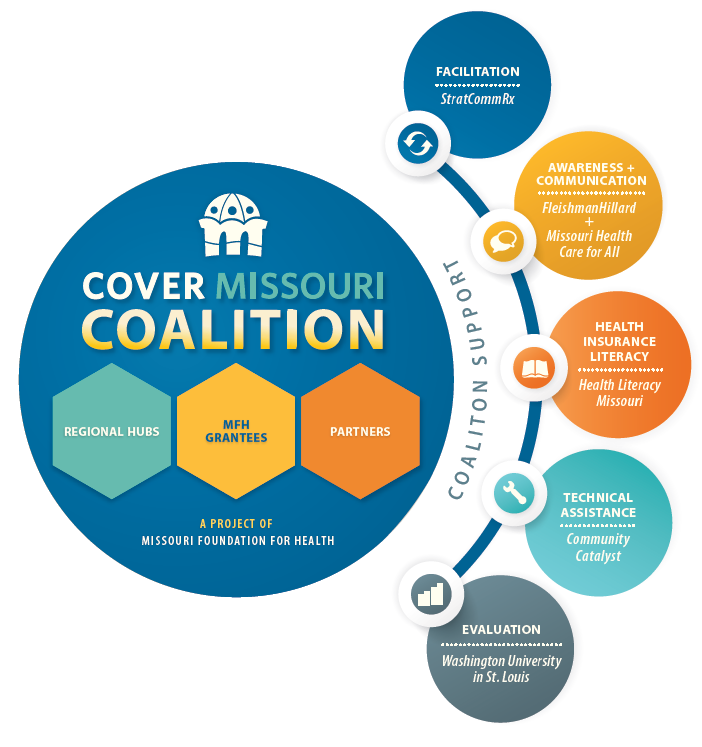 COVER MISSOURI
COALITION
REGIONAL HUBS
MFH
GRANTEES
PARTNERS
A PROJECT OF
MISSOURI FOUNDATION FOR HEALTH
COALITON SUPPORT
FACILITATION
StratCommRx
AWARENESS +
COMMUNICATION
FleishmanHillard
+
Missouri Health
Care for All
HEALTH
INSURANCE
LITERACY
Health Literacy
Missouri
TECHNICAL
ASSISTANCE
Community
Catalyst
EVALUATION
Washington University
in St. Louis